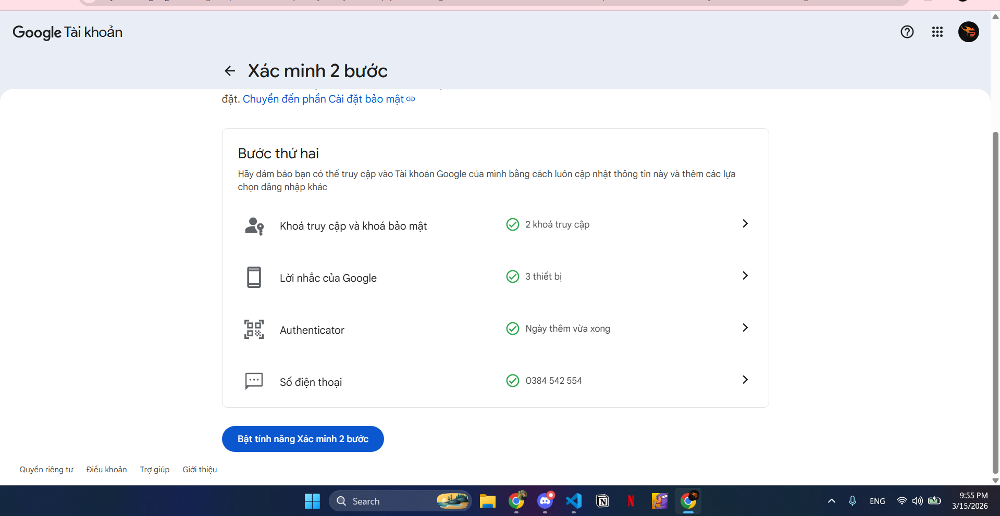 Google Tài khoản
Xác minh 2 bước
đặt. Chuyển đến phần Cài đặt bảo mật
Bước thứ hai
Hãy đảm bảo bạn có thể truy cập vào Tài khoản Google của mình bằng cách luôn cập nhật thông tin này và thêm các lựa
chọn đăng nhập khác
Khoá truy cập và khoá bảo mật
2 khoá truy cập
Lời nhắc của Google
3 thiết bị
Authenticator
Ngày thêm vừa xong
Số điện thoại
0384 542 554
Bật tính năng Xác minh 2 bước
Quyền riêng tư Điều khoản Trợ giúp Giới thiệu
Search
ENG
9:55 PM
3/15/2026